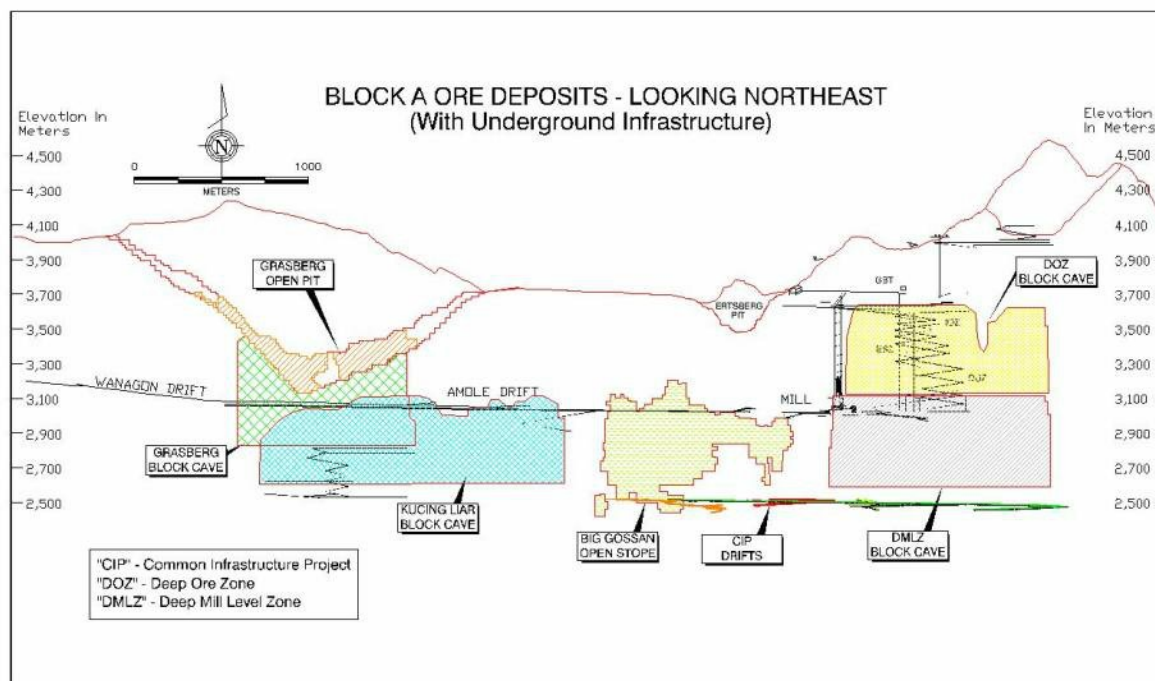 BLOCK A ORE DEPOSITS - LOOKING NORTHEAST
(With Underground Infrastructure)
Elevation In
Meters
4,500
4,300
4,100
3,900
3,700
3,500
3,300
3,100
2,900
2,700
2,500
N
0
1000
METERS
Elevation
In Meters
4,500
4,300
4,100
3,900
3,700
3,500
3,300
3,100
2,900
2,700
2,500
GRASBERG
OPEN PIT
ERTSBERG
PIT
GBT
DOZ
BLOCK CAVE
IOZ
DOZ
WANAGON DRIFT
AMOLE DRIFT
MILL
GRASBERG
BLOCK CAVE
KUCING LIAR
BLOCK CAVE
BIG GOSSAN
OPEN STOPE
CIP
DRIFTS
DMLZ
BLOCK CAVE
"CIP" - Common Infrastructure Project
"DOZ" - Deep Ore Zone
"DMLZ" - Deep Mill Level Zone